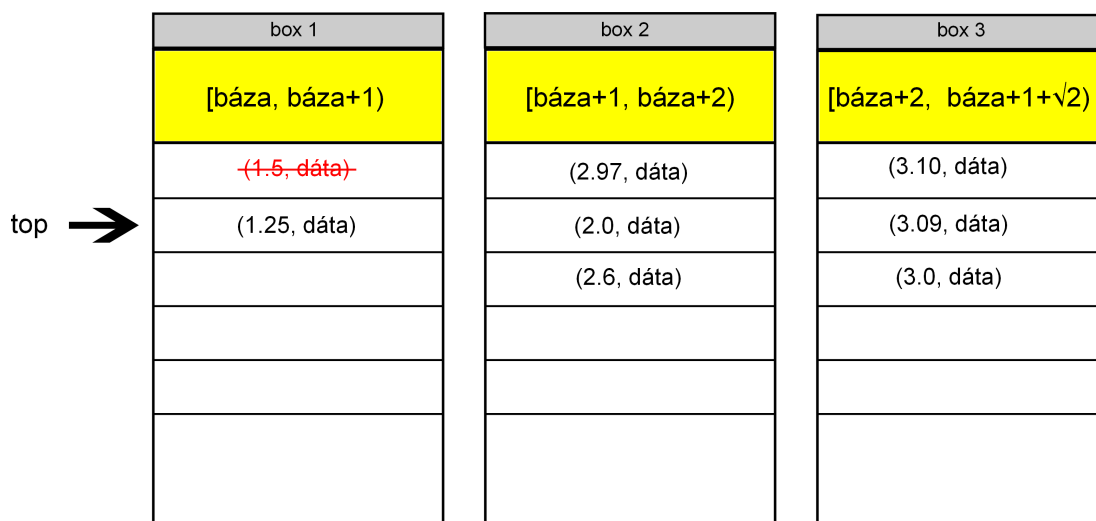 box 1
box 2
box 3
[báza, báza+1)
[báza+1, báza+2)
[báza+2, báza+1+√2)
(1.5, dáta)
(2.97, dáta)
(3.10, dáta)
top
(1.25, dáta)
(2.0, dáta)
(3.09, dáta)
(2.6, dáta)
(3.0, dáta)